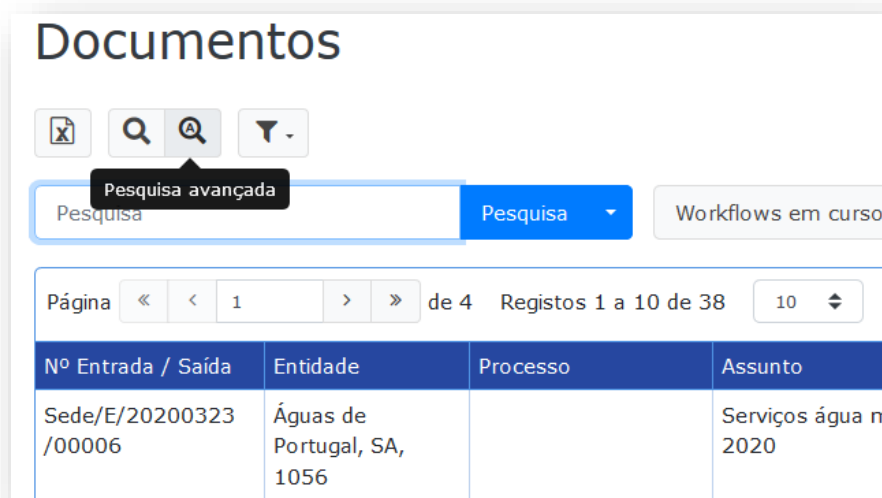 Documentos
Pesquisa avançada
Pesquisa Pesquisa Workflows em curso
Página « < 1 > » de 4 Registos 1 a 10 de 38 10
Nº Entrada / Saída Entidade Processo Assunto
Sede/E/20200323 Águas de Serviços água
/00006 Portugal, SA, 2020
1056